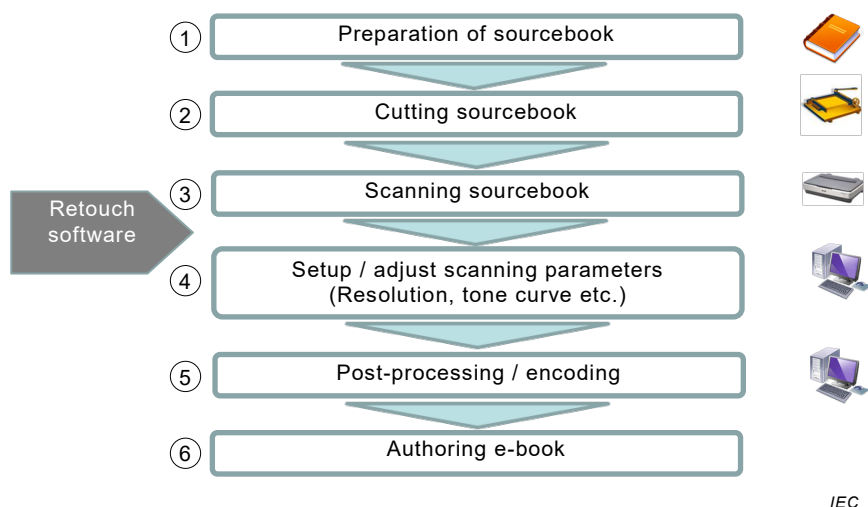 ① Preparation of sourcebook
② Cutting sourcebook
③ Scanning sourcebook
Retouch
software
④ Setup / adjust scanning parameters
(Resolution, tone curve etc.)
⑤ Post-processing / encoding
⑥ Authoring e-book
IEC